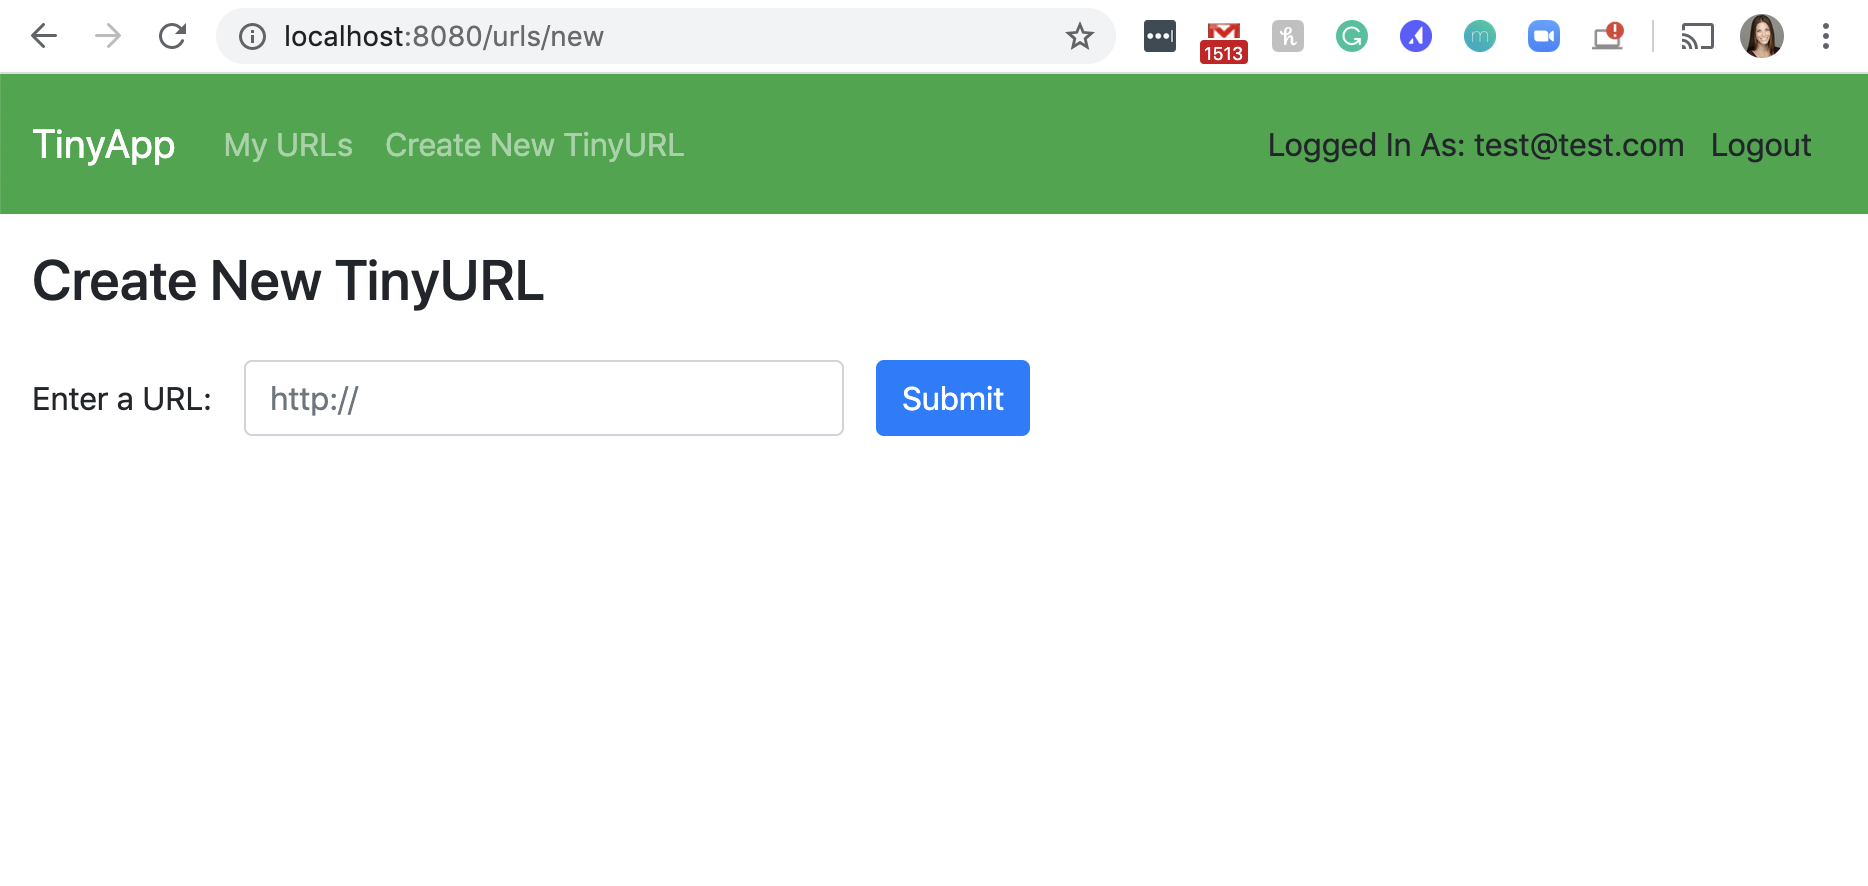 localhost:8080/urls/new
1513
TinyApp My URLs Create New TinyURL Logged In As: test@test.com Logout
Create New TinyURL
Enter a URL: http:// Submit